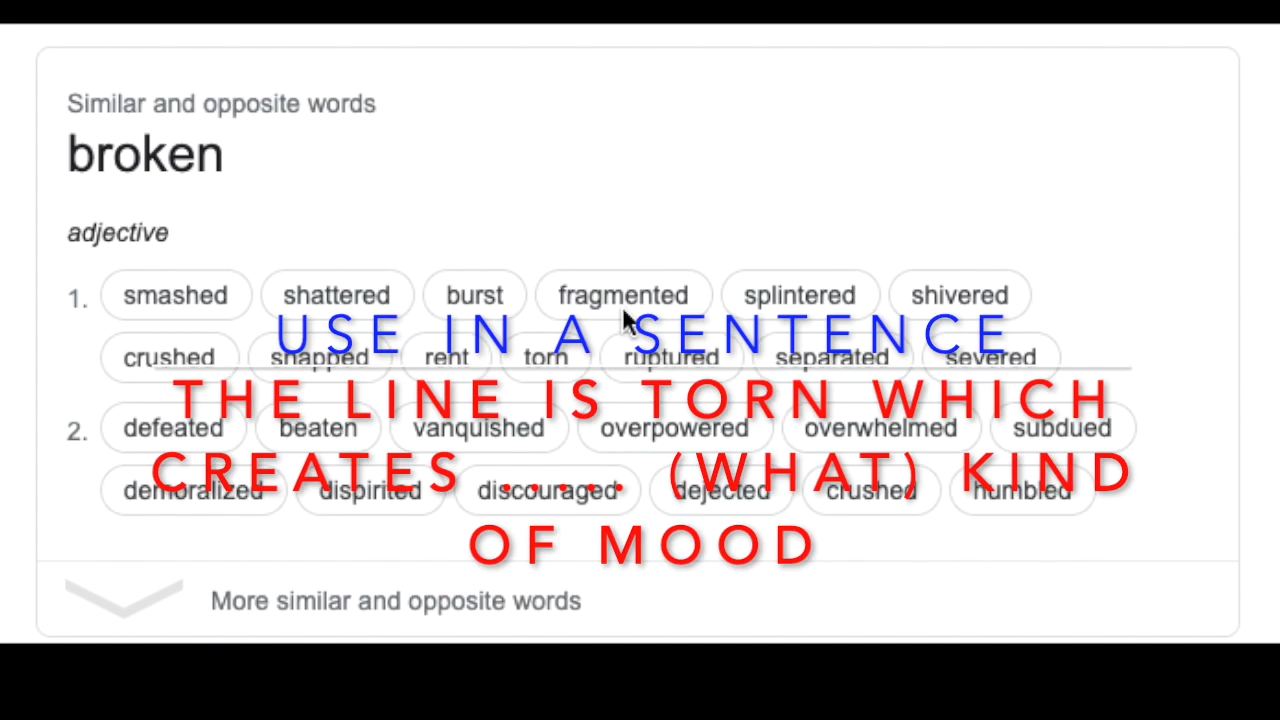 Similar and opposite words
broken
adjective
1. smashed shattered burst fragmented splintered shivered
USE IN A SENTENCE
crushed snapped rent torn ruptured separated severed
THE LINE IS TORN WHICH
2. defeated beaten vanquished overpowered overwhelmed subdued
CREATES ..... (WHAT) KIND
demoralized dispirited discouraged dejected crushed humbled
OF MOOD
More similar and opposite words